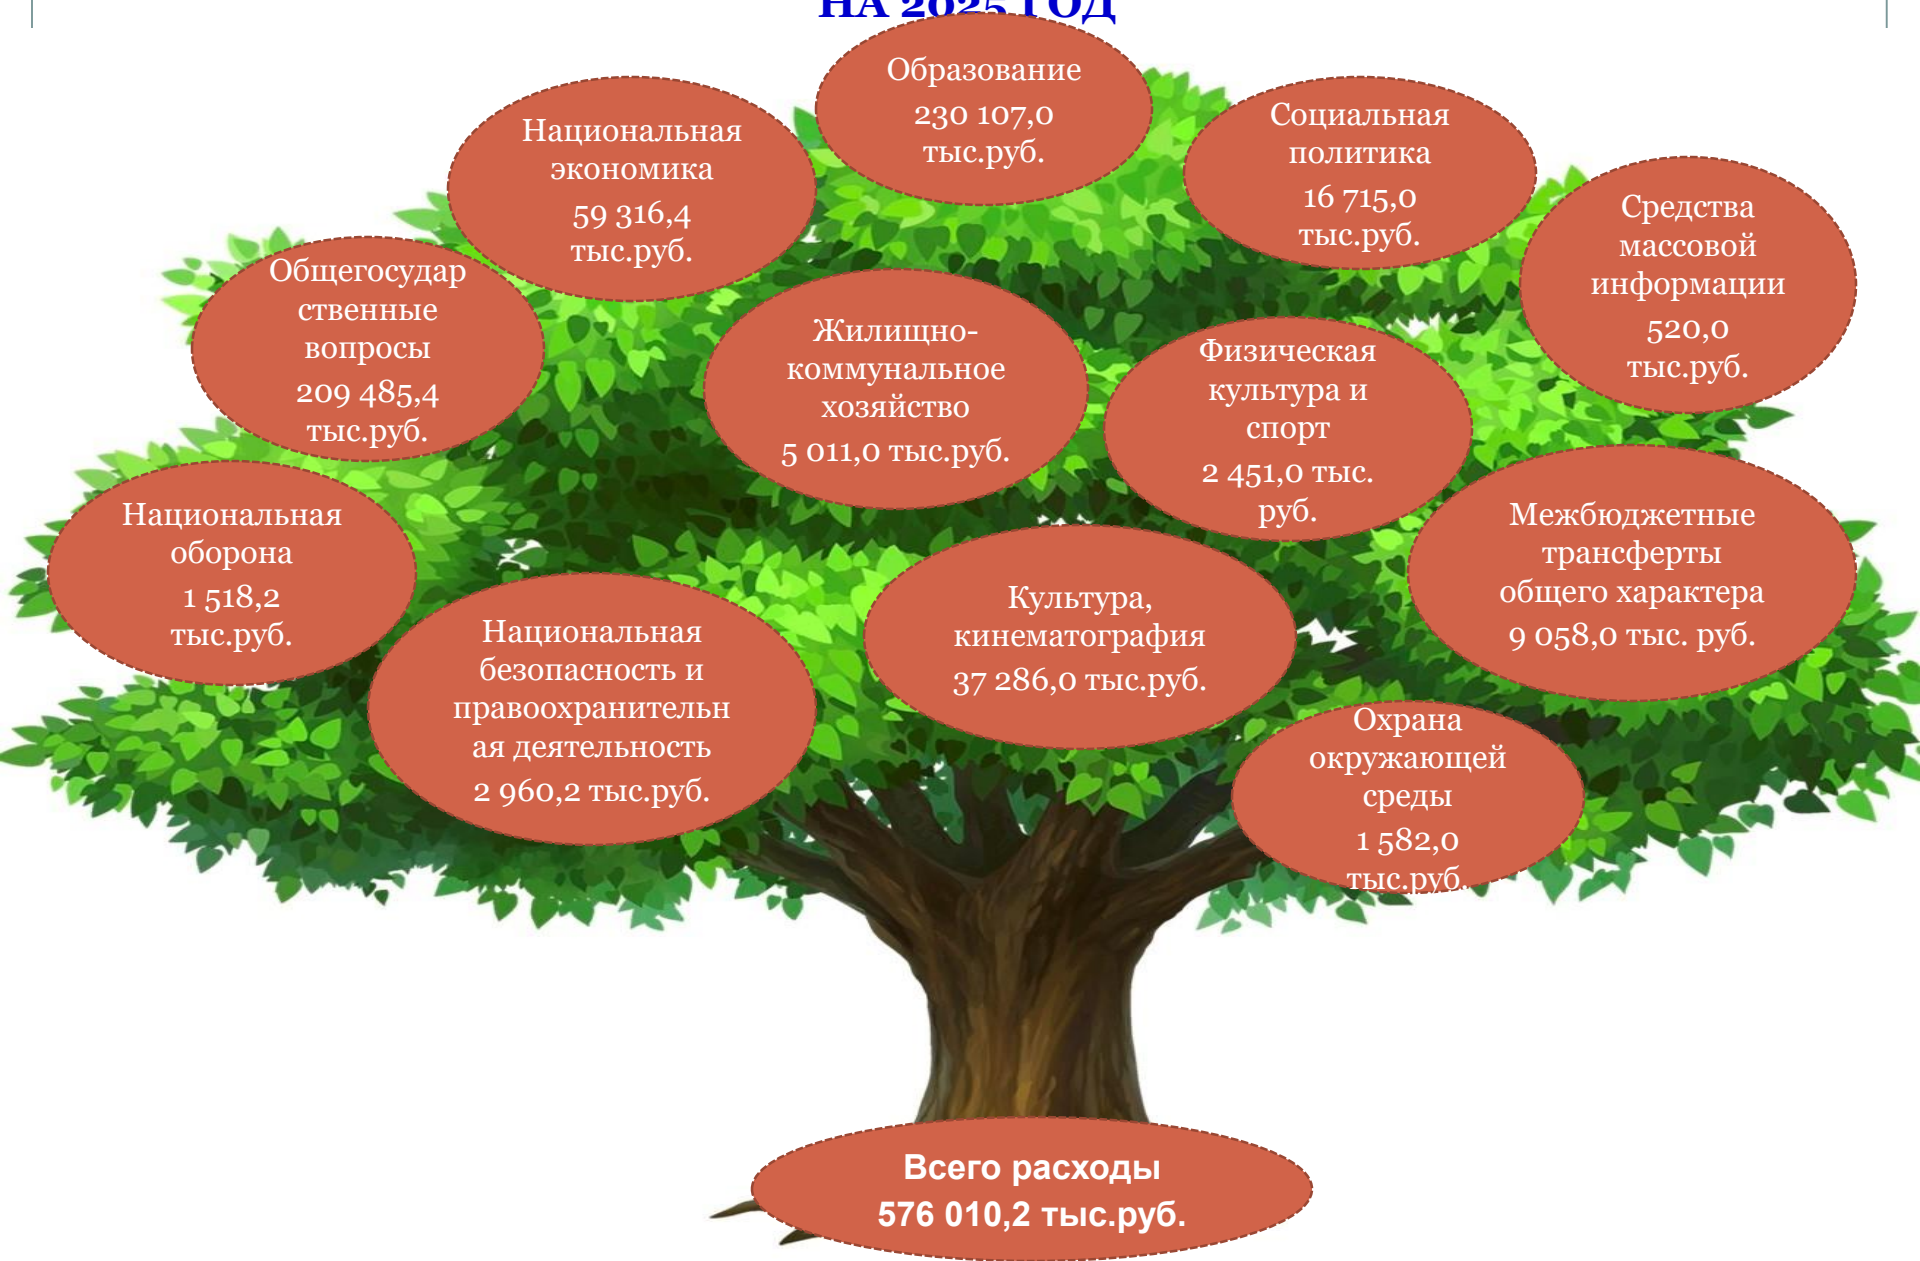 НА 2025 ГОД
Образование
230 107,0
тыс.руб.
Национальная
экономика
59 316,4
тыс.руб.
Социальная
политика
16 715,0
тыс.руб.
Средства
массовой
информации
520,0
тыс.руб.
Общегосудар
ственные
вопросы
209 485,4
тыс.руб.
Жилищно-
коммунальное
хозяйство
5 011,0 тыс.руб.
Физическая
культура и
спорт
2 451,0 тыс.
руб.
Национальная
оборона
1 518,2
тыс.руб.
Межбюджетные
трансферты
общего характера
9 058,0 тыс. руб.
Национальная
безопасность и
правоохранительн
ая деятельность
2 960,2 тыс.руб.
Культура,
кинематография
37 286,0 тыс.руб.
Охрана
окружающей
среды
1 582,0
тыс.руб.
Всего расходы
576 010,2 тыс.руб.